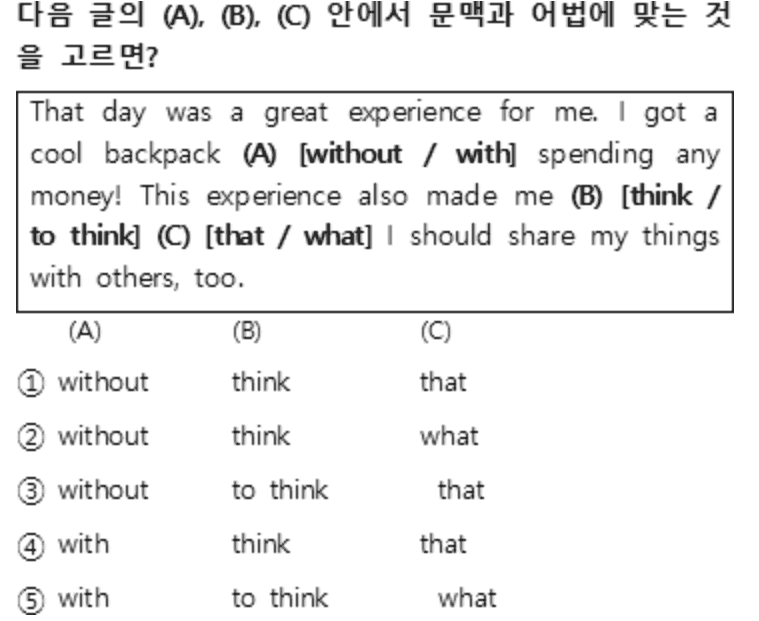 다음 글의 (A), (B), (C) 안에서 문맥과 어법에 맞는 것
을 고르면?
That day was a great experience for me. I got a
cool backpack (A) [without / with] spending any
money! This experience also made me (B) [think /
to think] (C) [that / what] I should share my things
with others, too.
(A) (B) (C)
① without think that
② without think what
③ without to think that
④ with think that
⑤ with to think what